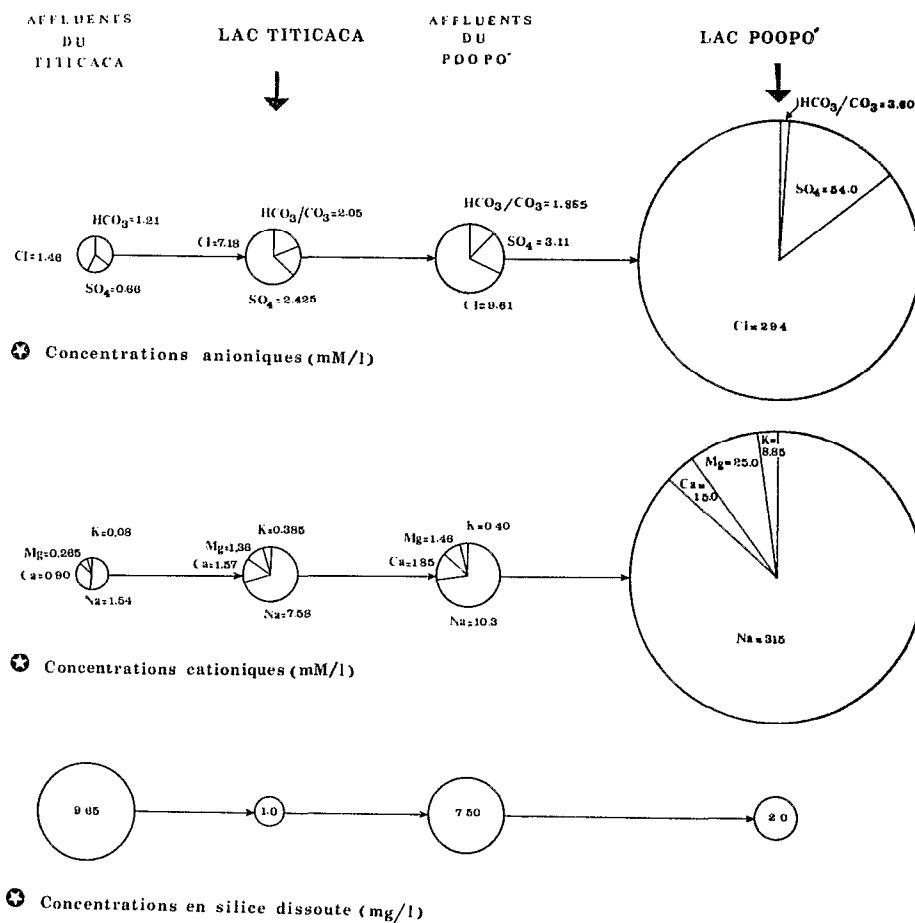 AFFLUENTS
DU
TITICACA
LAC TITICACA
AFFLUENTS
DU
POOPO'
LAC POOPO'
HCO3=1.21
Cl=1.46
SO4=0.66
HCO3/CO3=2.05
Cl=7.18
SO4=2.425
HCO3/CO3=1.865
SO4=3.11
Cl=9.61
HCO3/CO3=3.60
SO4=54.0
Cl=294
Concentrations anioniques (mM/l)
K=0,08
Mg=0,265
Ca=0.90
Na=1.54
K=0.385
Mg=1,36
Ca=1.57
Na=7.58
K=0.40
Mg=1.46
Ca=1.85
Na=10.3
K=
8.85
Mg=25.0
Ca=
15.0
Na=315
Concentrations cationiques (mM/l)
9.65
1.0
7.50
2.0
Concentrations en silice dissoute (mg/l)